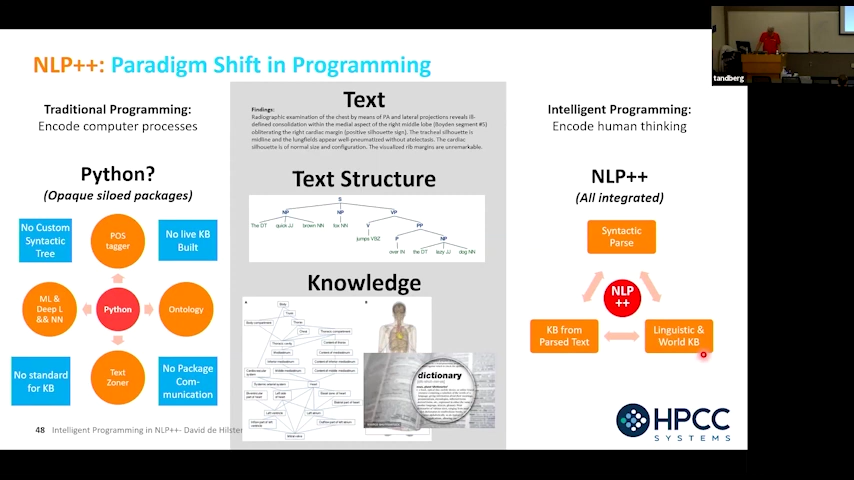 NLP++: Paradigm Shift in Programming
tandberg
Traditional Programming:
Encode computer processes
Python?
(Opaque siloed packages)
No Custom
Syntactic
Tree
POS
tagger
No live KB
Built
ML &
Deep L
&& NN
Python
Ontology
No standard
for KB
Text
Zoner
No Package
Com-
munication
Text
Findings:
Radiographic examination of the chest by means of PA and lateral projections reveals ill-
defined consolidation within the medial aspect of the right middle lobe (Boyden segment #5)
obliterating the right cardiac margin (positive silhouette sign). The tracheal silhouette is
midline and the lungfields appear well-pneumatized without atelectasis. The cardiac
silhouette is of normal size and configuration. The visualized rib margins are unremarkable.
Text Structure
S
NP NP VP
The DT quick JJ brown NN fox NN V PP
jumps VBZ P NP
over IN the DT lazy JJ dog NN
Knowledge
dictionary
Intelligent Programming:
Encode human thinking
NLP++
(All integrated)
Syntactic
Parse
NLP
++
KB from
Parsed Text
Linguistic &
World KB
48 Intelligent Programming in NLP++- David de Hilster
HPCC
SYSTEMS